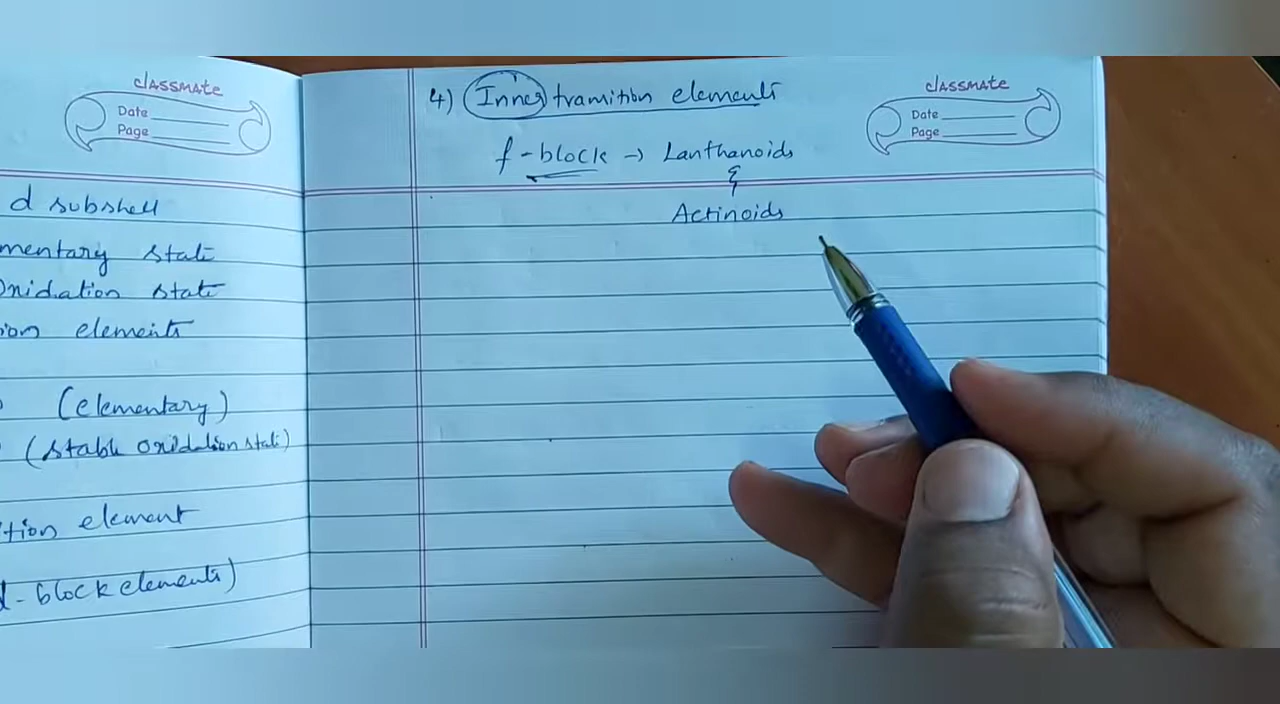 classmate
Date
Page
d subshell
mentary state
Oxidation state
ion elements
(elementary)
(stable oxidation state)
ition element
d-block elements)
4) Inner transition elements
classmate
Date
Page
f-block → Lanthanoids
&
Actinoids